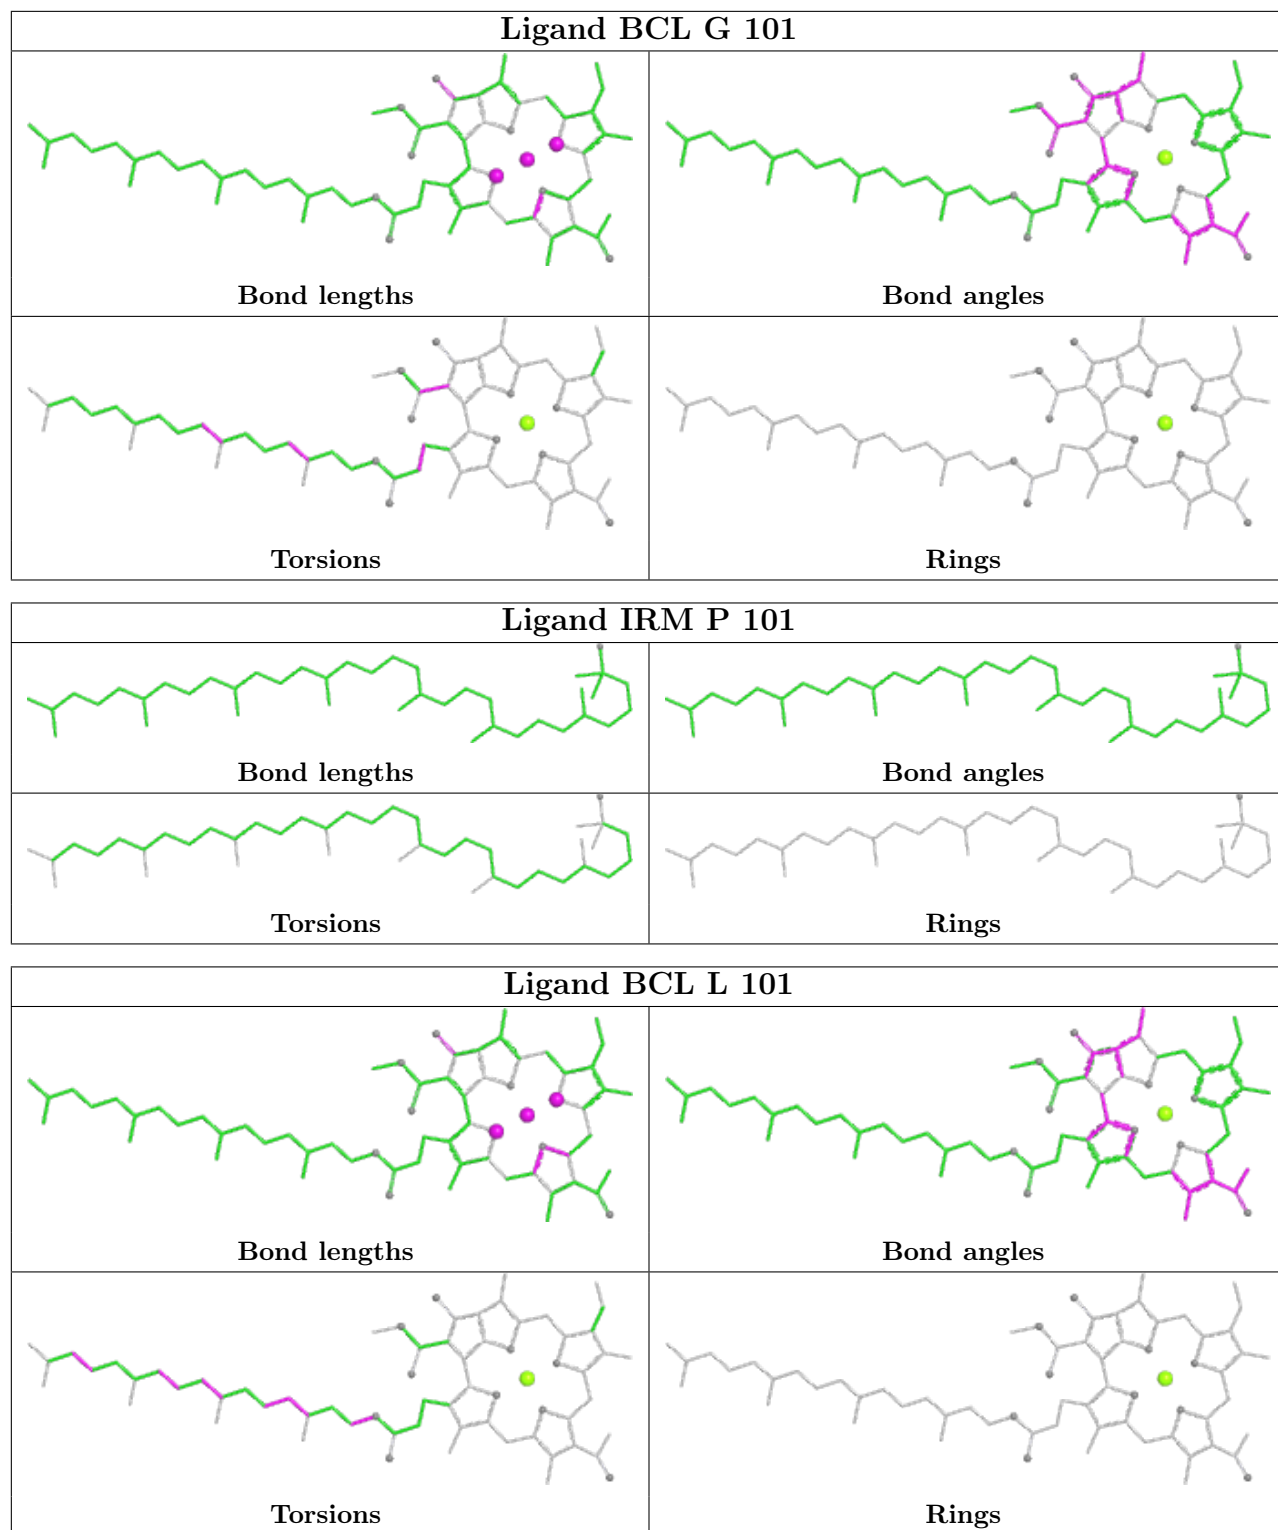 Ligand BCL G 101
Bond lengths
Bond angles
Torsions
Rings
Ligand IRM P 101
Bond lengths
Bond angles
Torsions
Rings
Ligand BCL L 101
Bond lengths
Bond angles
Torsions
Rings